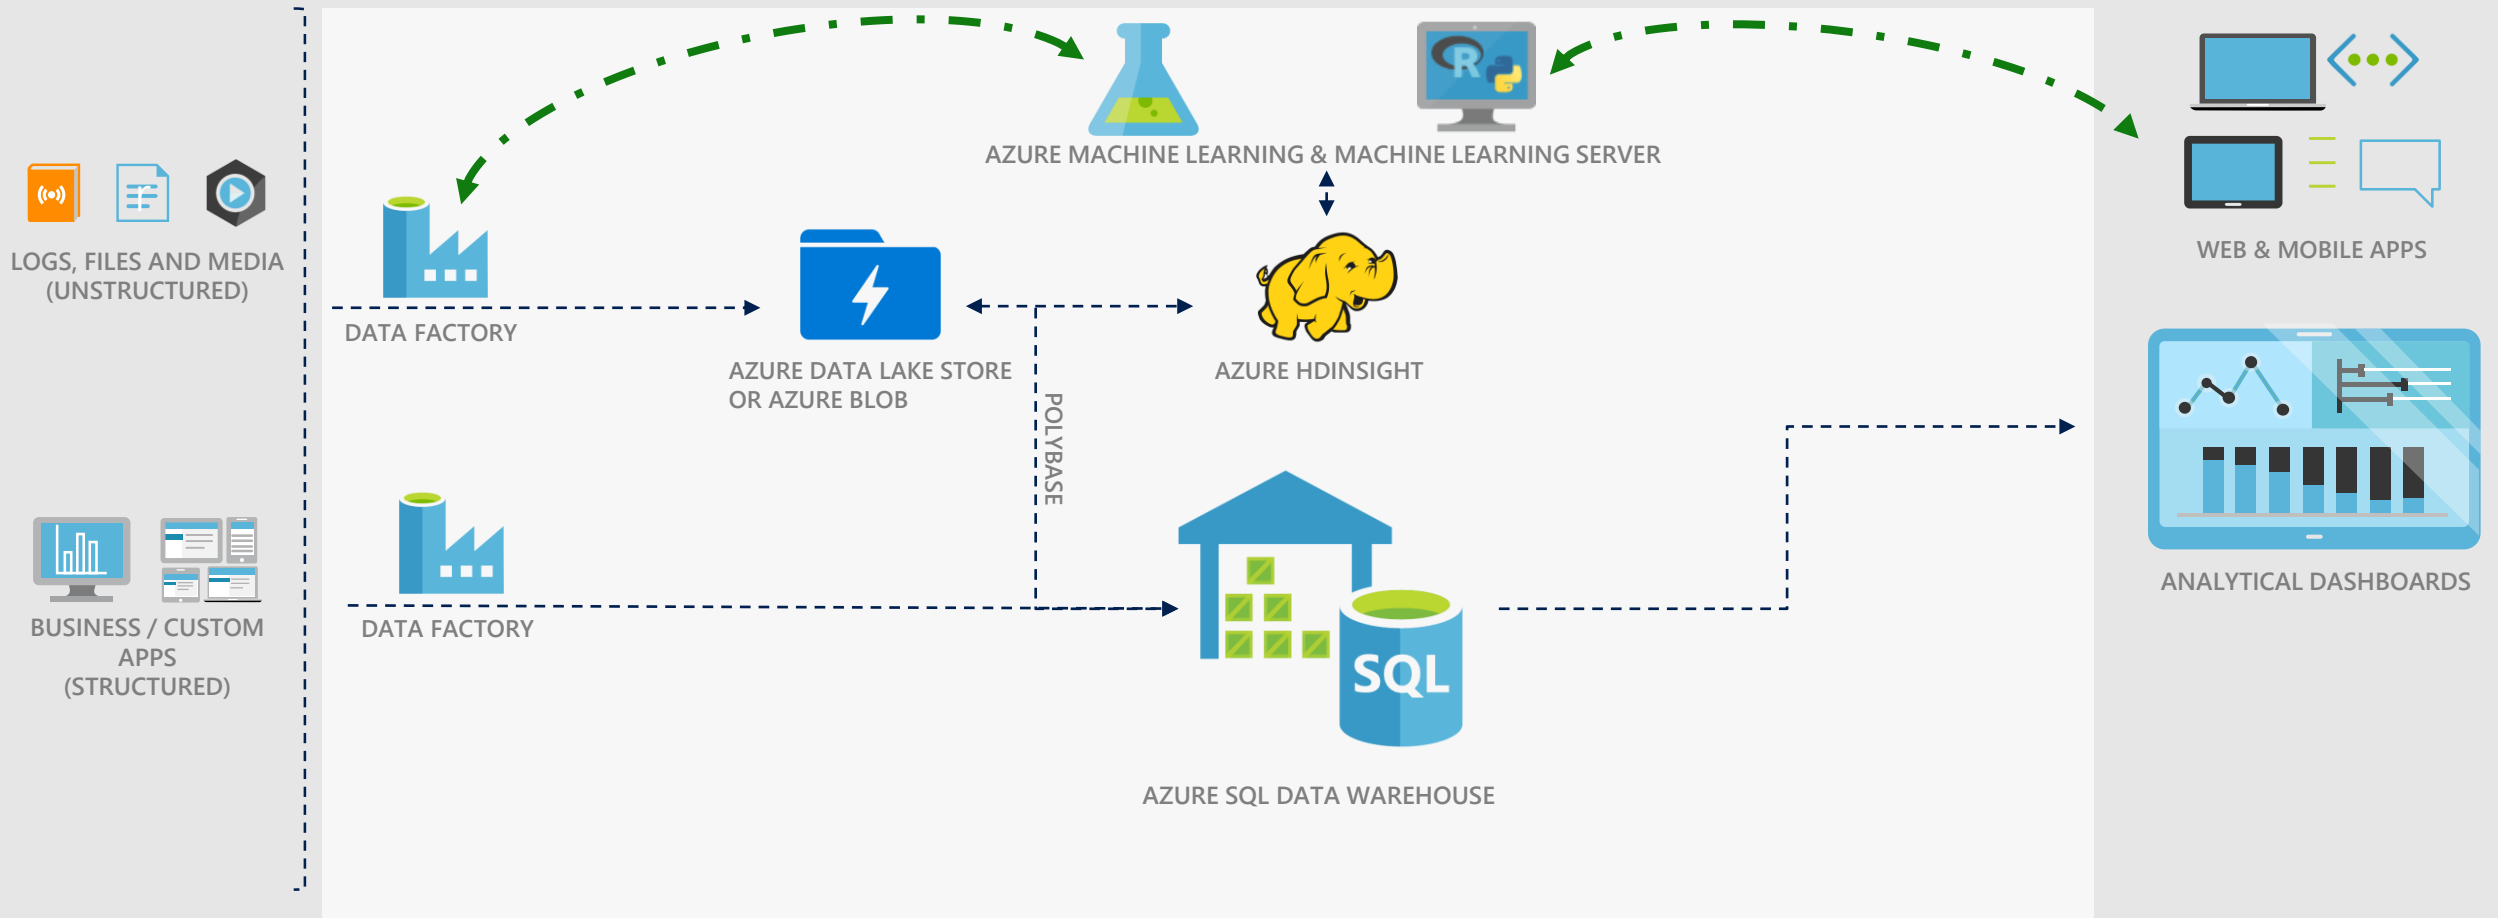 AZURE MACHINE LEARNING & MACHINE LEARNING SERVER
R
LOGS, FILES AND MEDIA
(UNSTRUCTURED)
DATA FACTORY
AZURE DATA LAKE STORE
OR AZURE BLOB
AZURE HDINSIGHT
POLYBASE
WEB & MOBILE APPS
ANALYTICAL DASHBOARDS
BUSINESS / CUSTOM
APPS
(STRUCTURED)
DATA FACTORY
SQL
AZURE SQL DATA WAREHOUSE